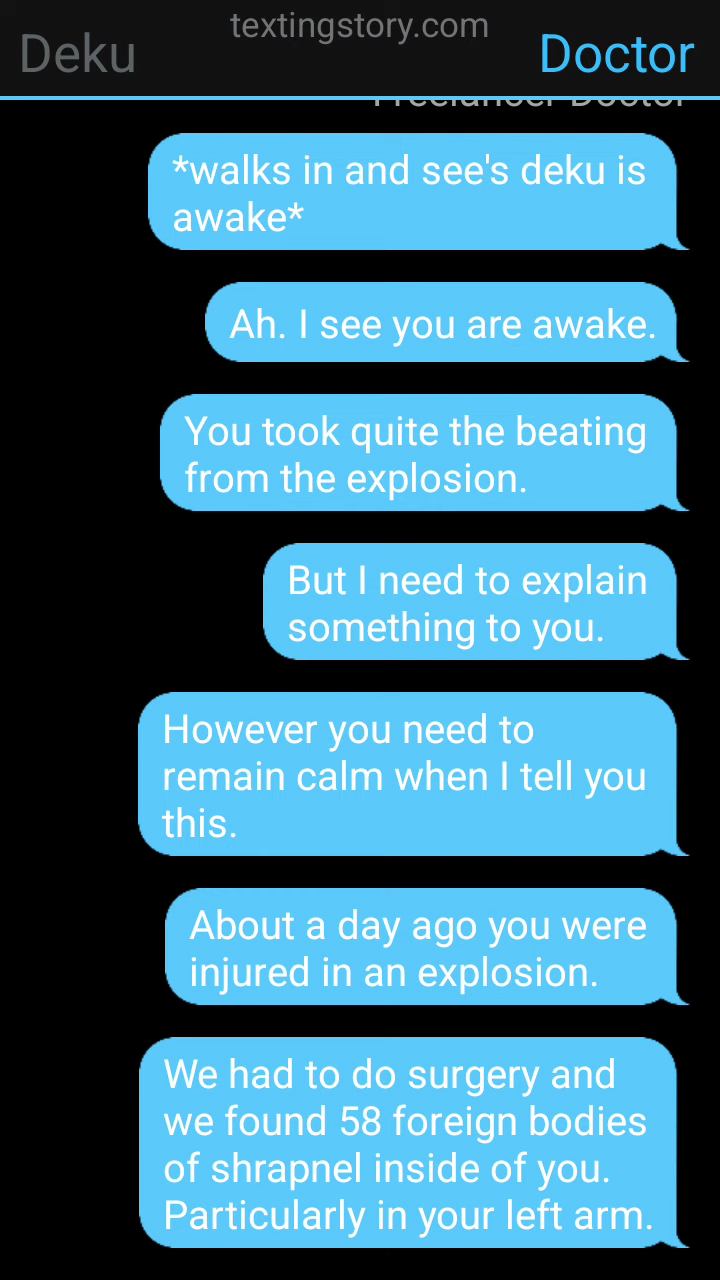 textingstory.com
Deku
Doctor
Freelancer Doctor
*walks in and see's deku is
awake*
Ah. I see you are awake.
You took quite the beating
from the explosion.
But I need to explain
something to you.
However you need to
remain calm when I tell you
this.
About a day ago you were
injured in an explosion.
We had to do surgery and
we found 58 foreign bodies
of shrapnel inside of you.
Particularly in your left arm.